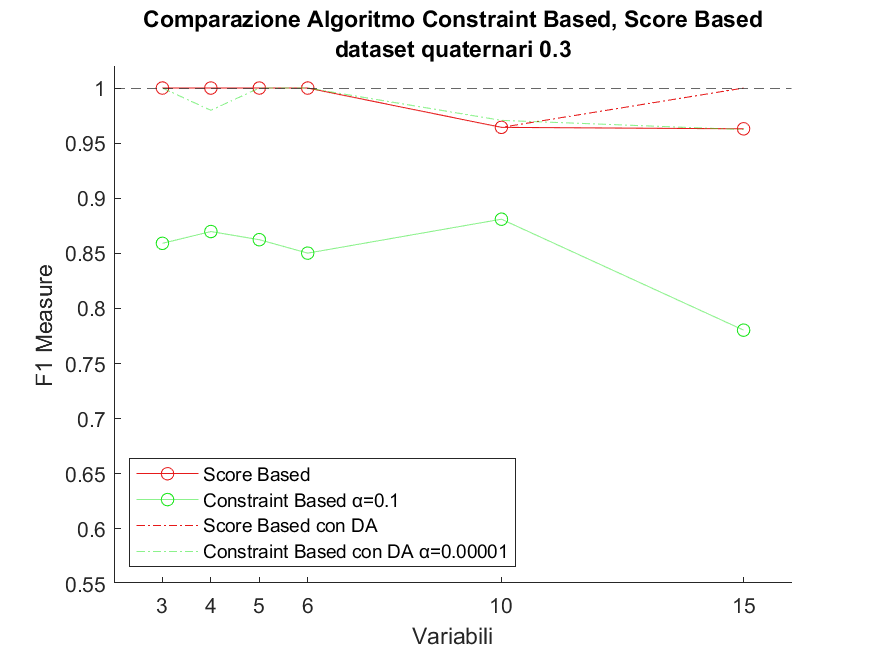 Comparazione Algoritmo Constraint Based, Score Based
dataset quaternari 0.3
1
0.95
0.9
0.85
0.8
0.75
0.7
0.65
0.6
0.55
F1 Measure
Score Based
Constraint Based α=0.1
Score Based con DA
Constraint Based con DA α=0.00001
3 4 5 6 10 15
Variabili